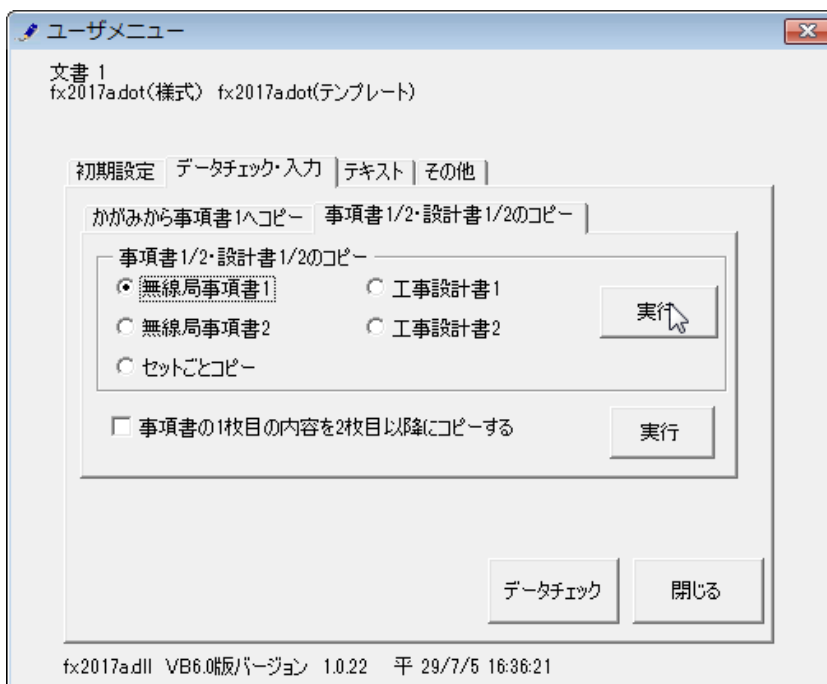 ユーザメニュー
文書 1
fx2017a.dot(様式) fx2017a.dot(テンプレート)
初期設定 データチェック・入力 テキスト その他
かがみから事項書1へコピー 事項書1/2・設計書1/2のコピー
事項書1/2・設計書1/2のコピー
無線局事項書1 工事設計書1
実行
無線局事項書2 工事設計書2
セットごとコピー
事項書の1枚目の内容を2枚目以降にコピーする 実行
データチェック 閉じる
fx2017a.dll VB6.0版バージョン 1.0.22 平 29/7/5 16:36:21